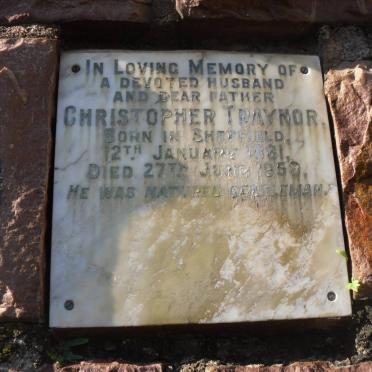 IN LOVING MEMORY OF
A DEVOTED HUSBAND
AND DEAR FATHER
CHRISTOPHER TRAYNOR.
BORN IN SHEFFIELD,
12TH JANUARY 1881
DIED 27TH JUNE 1959.
HE WAS NATURES GENTLEMAN.